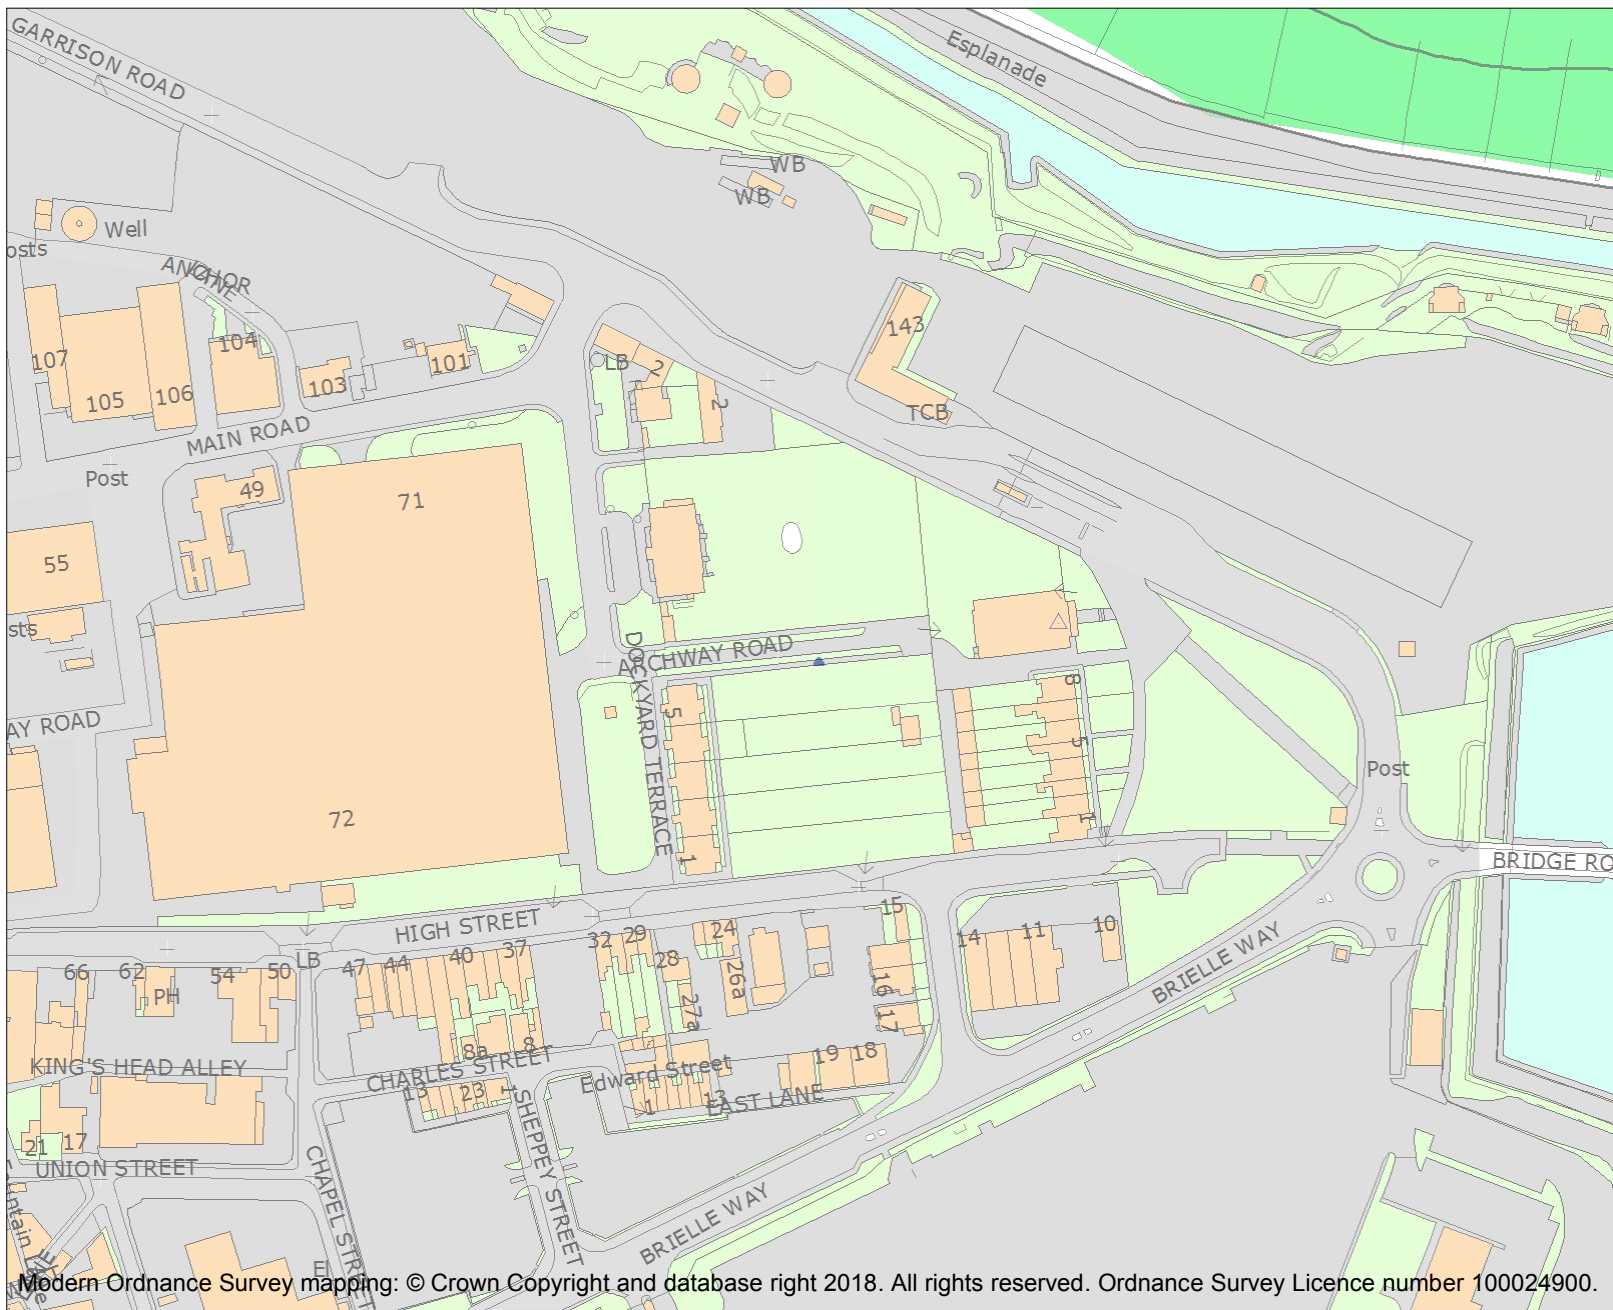 GARRISON ROAD
Esplanade
WB
WB
Well
osts
ANCHOR
LANE
143
104
107
101
LB
2
103
105
106
2
TCB
MAIN ROAD
Post
49
71
55
sts
DOCKYARD TERRACE
ARCHWAY ROAD
8
5
AY ROAD
5
Post
72
1
1
BRIDGE RO
HIGH STREET
15
24
10
11
14
32
29
37
40
44
47
LB
28
26a
66
62
54
50
PH
16
17
27a
BRIELLE WAY
8a
8
KING'S HEAD ALLEY
CHARLES STREET
19
18
Edward Street
13
23
1
1
13
EAST LANE
SHEPPEY STREET
21
17
UNION STREET
CHAPEL STREET
BRIELLE WAY
El
Modern Ordnance Survey mapping: © Crown Copyright and database right 2018. All rights reserved. Ordnance Survey Licence number 100024900.